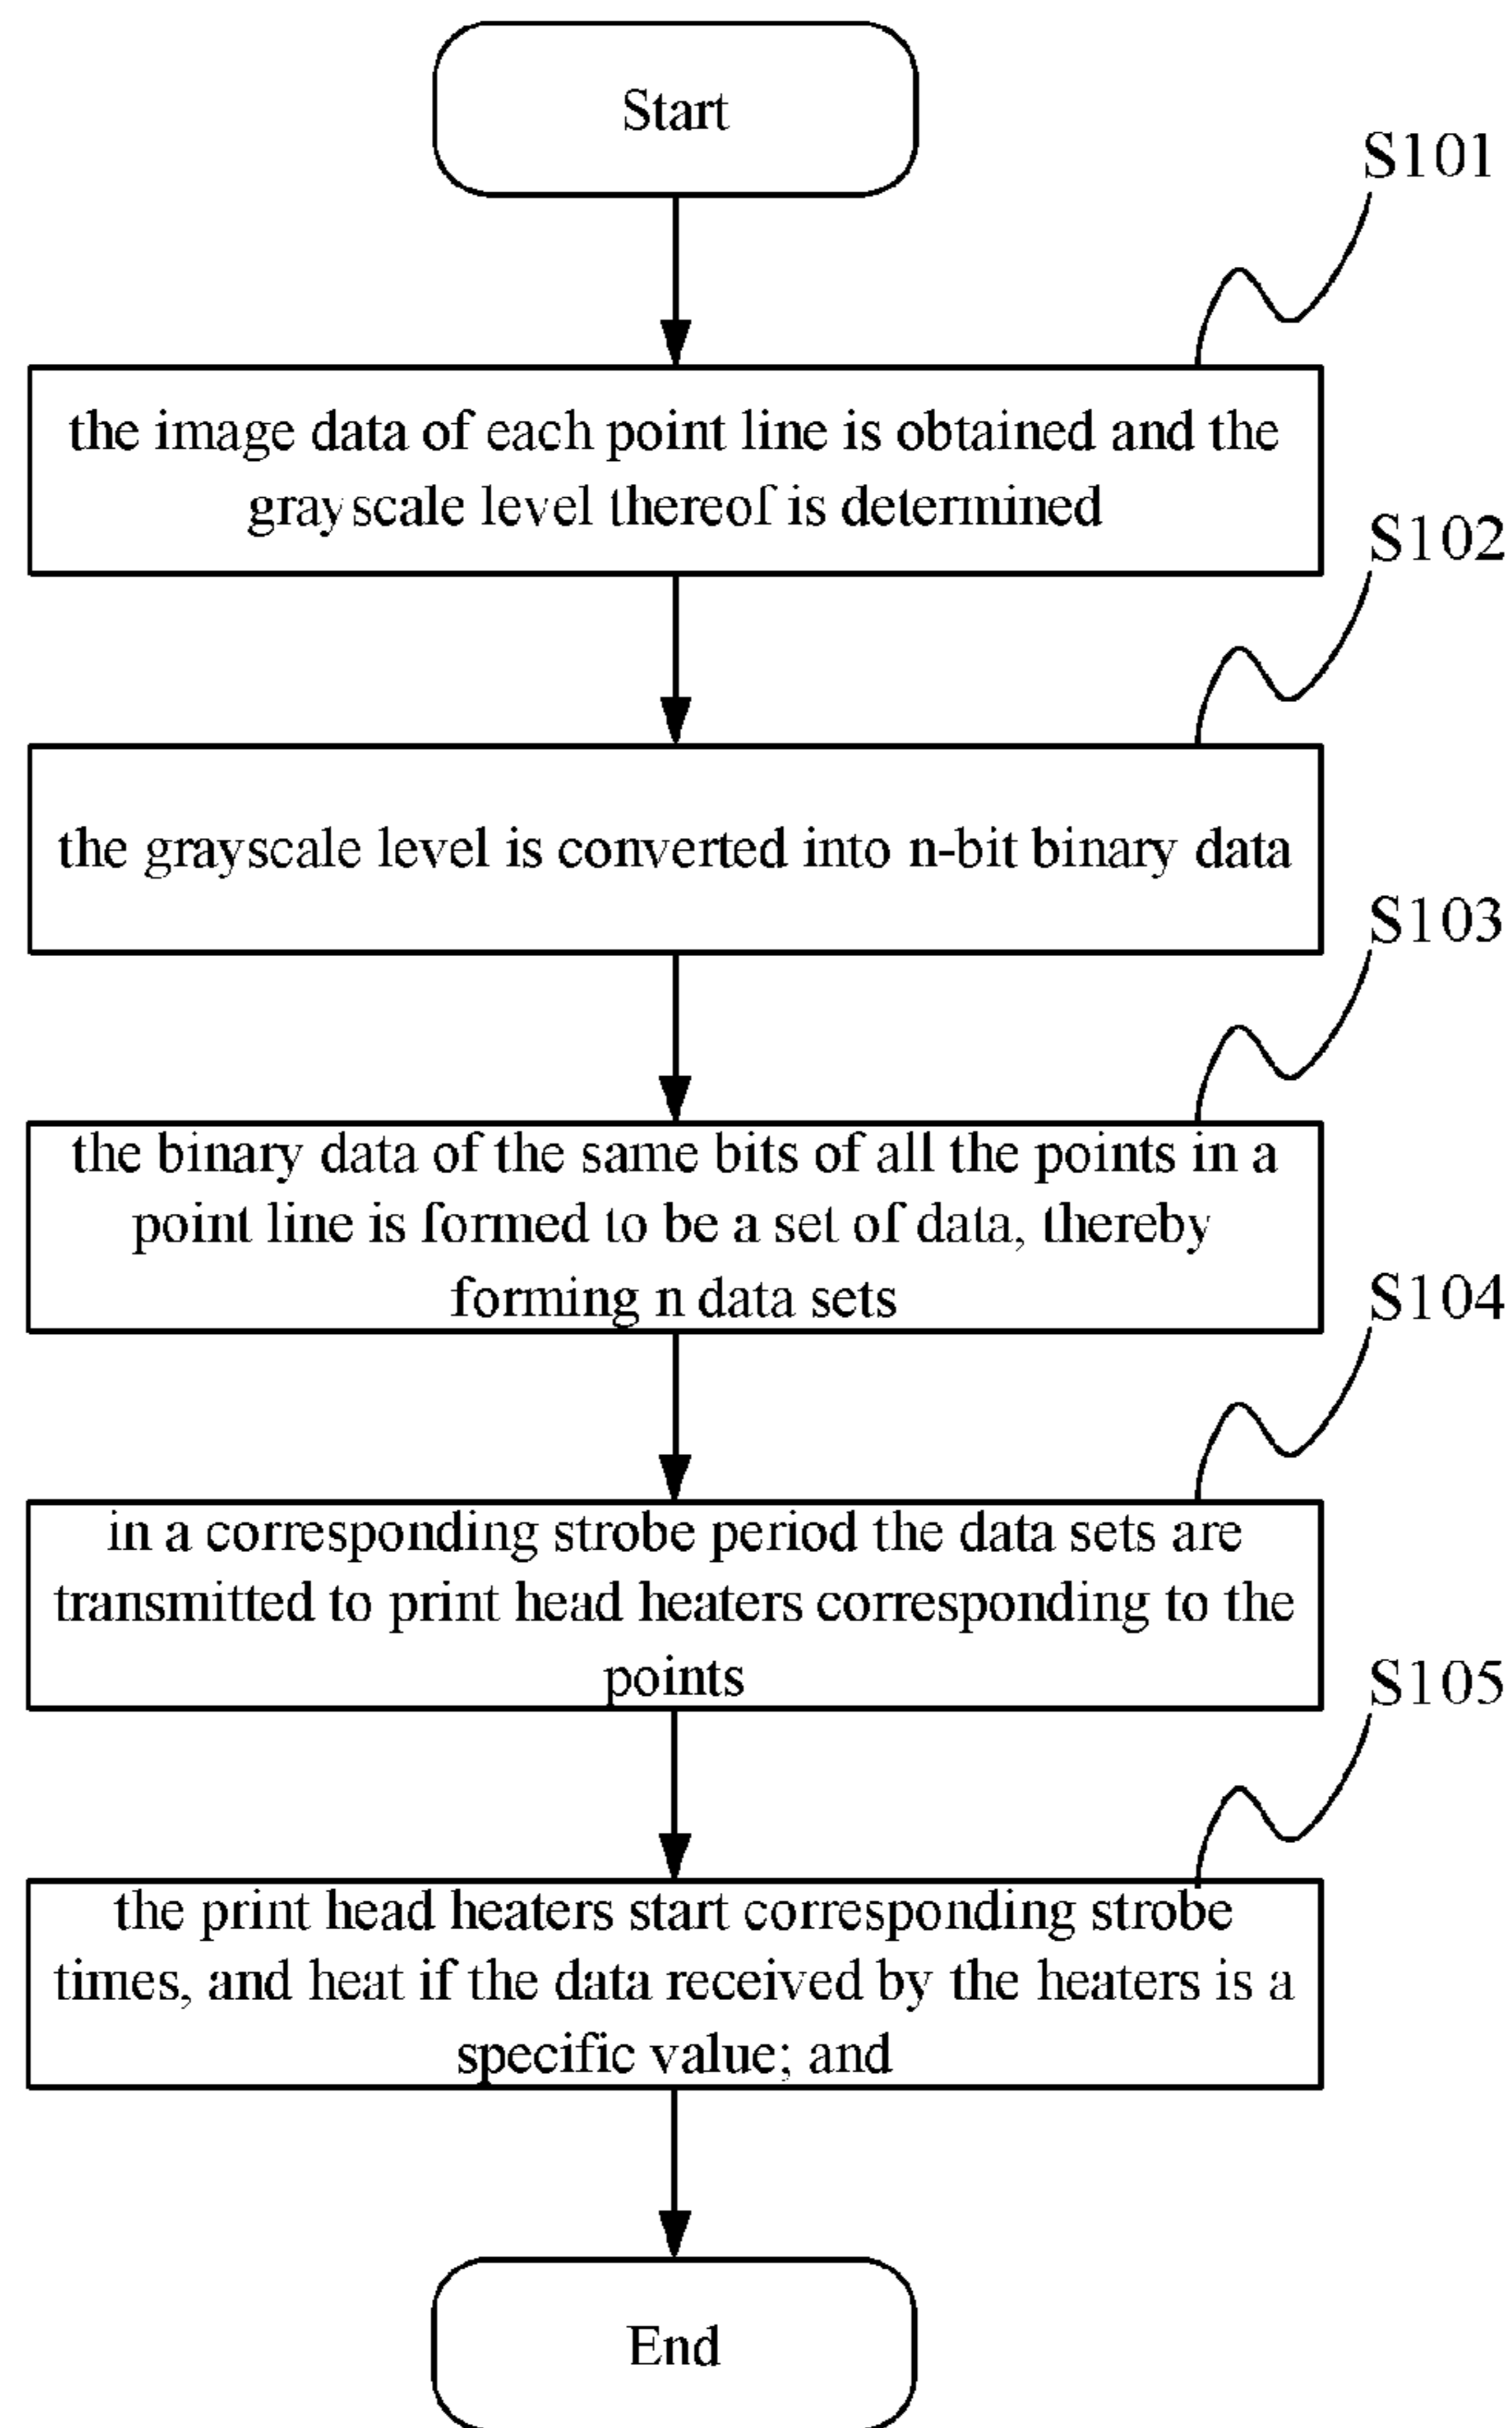 Start
S101
the image data of each point line is obtained and the
grayscale level thereof is determined
S102
the grayscale level is converted into n-bit binary data
S103
the binary data of the same bits of all the points in a
point line is formed to be a set of data, thereby
forming n data sets
S104
in a corresponding strobe period the data sets are
transmitted to print head heaters corresponding to the
points
S105
the print head heaters start corresponding strobe
times, and heat if the data received by the heaters is a
specific value; and
End